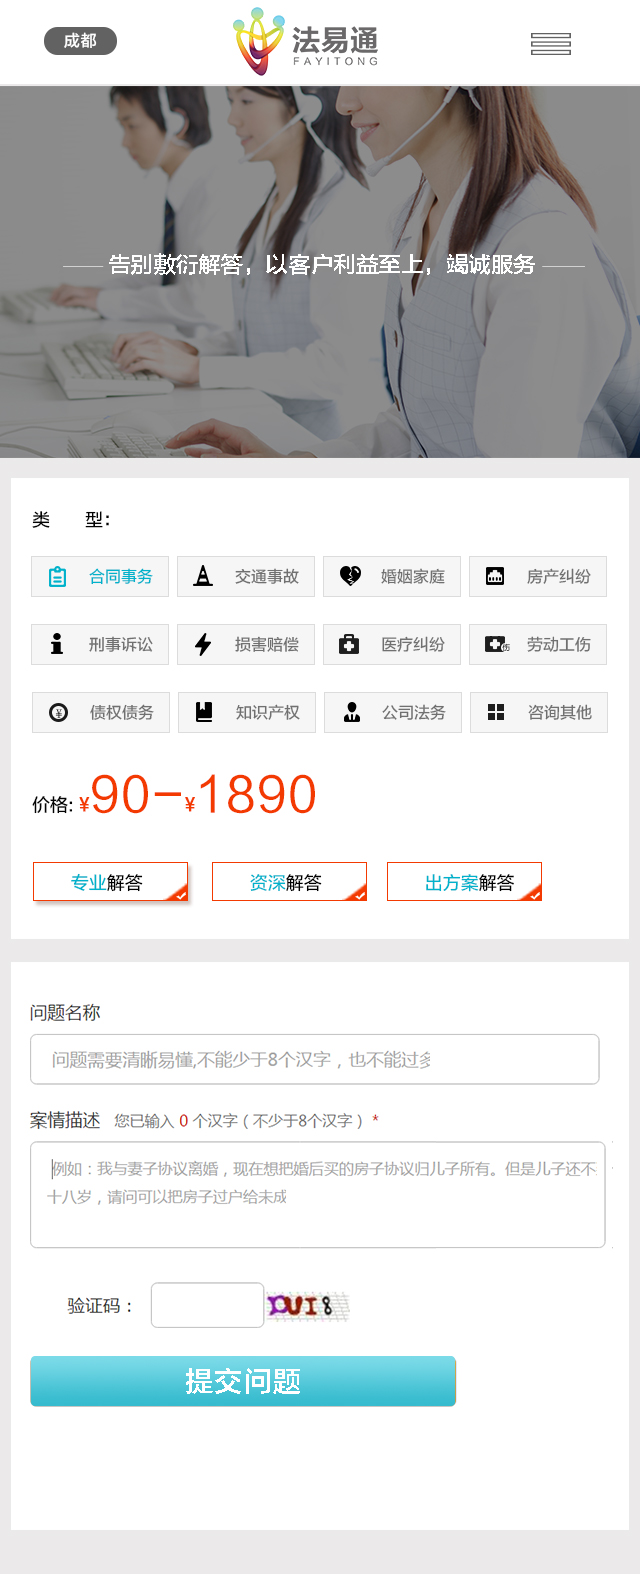 成都
法易通
FAYITONG
告别敷衍解答，以客户利益至上，竭诚服务
类 型：
合同事务 交通事故 婚姻家庭 房产纠纷
刑事诉讼 损害赔偿 医疗纠纷 伤 劳动工伤
¥ 债权债务 知识产权 公司法务 咨询其他
价格: ¥90-¥1890
专业解答 资深解答 出方案解答
问题名称
问题需要清晰易懂,不能少于8个汉字，也不能过多
案情描述 您已输入 0 个汉字（不少于8个汉字） *
例如：我与妻子协议离婚，现在想把婚后买的房子协议归儿子所有。但是儿子还不
十八岁，请问可以把房子过户给未成
验证码：
提交问题